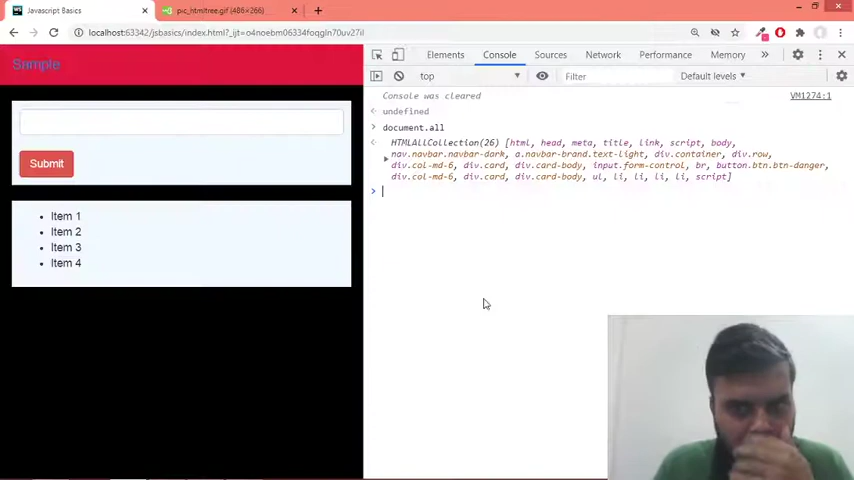 Javascript Basics
pic_htmltree.gif (486×266)
localhost:63342/jsbasics/index.html?_ijt=o4noebm06334foqgln70uv27il
Sample
Submit
Item 1
Item 2
Item 3
Item 4
Elements Console Sources Network Performance Memory
top Filter Default levels
Console was cleared VM1274:1
undefined
document.all
HTMLAllCollection(26) [html, head, meta, title, link, script, body,
nav.navbar.navbar-dark, a.navbar-brand.text-light, div.container, div.row,
div.col-md-6, div.card, div.card-body, input.form-control, br, button.btn.btn-danger,
div.col-md-6, div.card, div.card-body, ul, li, li, li, li, script]